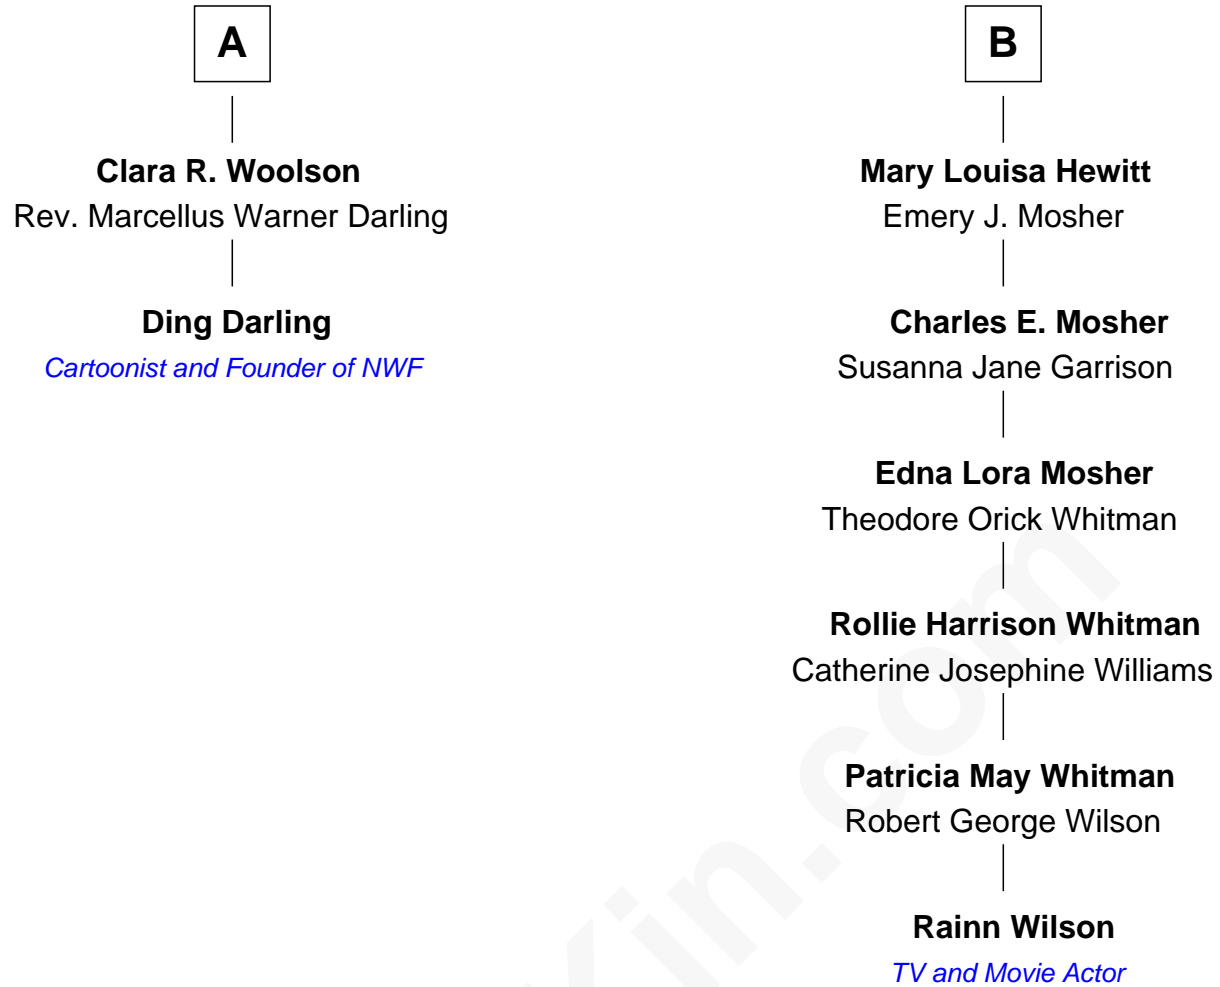 A
Clara R. Woolson
Rev. Marcellus Warner Darling
Ding Darling
Cartoonist and Founder of NWF
B
Mary Louisa Hewitt
Emery J. Mosher
Charles E. Mosher
Susanna Jane Garrison
Edna Lora Mosher
Theodore Orick Whitman
Rollie Harrison Whitman
Catherine Josephine Williams
Patricia May Whitman
Robert George Wilson
Rainn Wilson
TV and Movie Actor
Kin.com